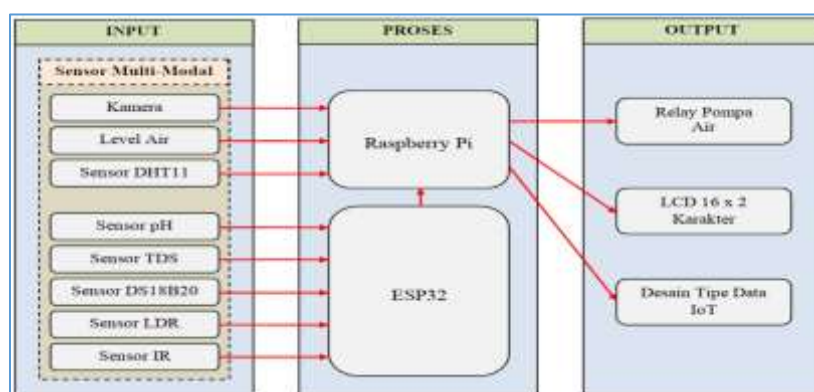 INPUT
Sensor Multi-Modal
Kamera
Level Air
Sensor DHT11
Sensor pH
Sensor TDS
Sensor DS18B20
Sensor LDR
Sensor IR
PROSES
Raspberry Pi
ESP32
OUTPUT
Relay Pompa
Air
LCD 16 x 2
Karakter
Desain Tipe Data
IoT